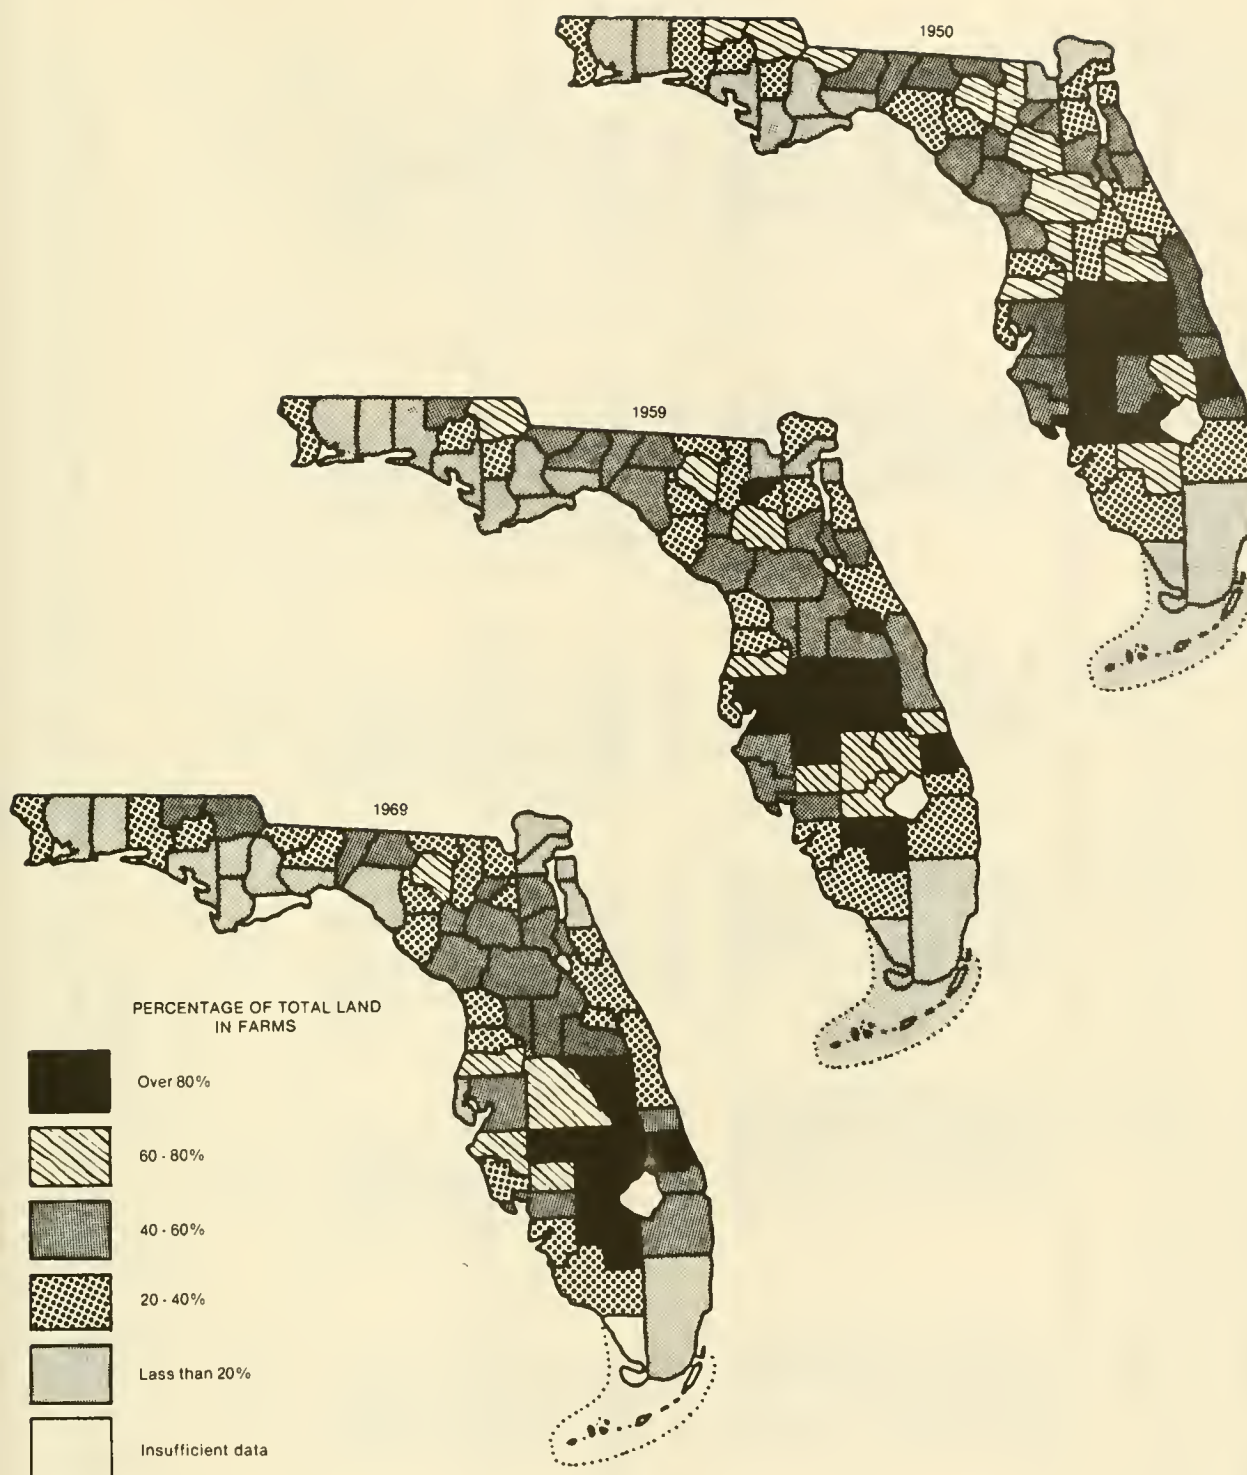 1950
1959
1969
PERCENTAGE OF TOTAL LAND
IN FARMS
Over 80%
60 - 80%
40 - 60%
20 - 40%
Lass than 20%
Insufficient data